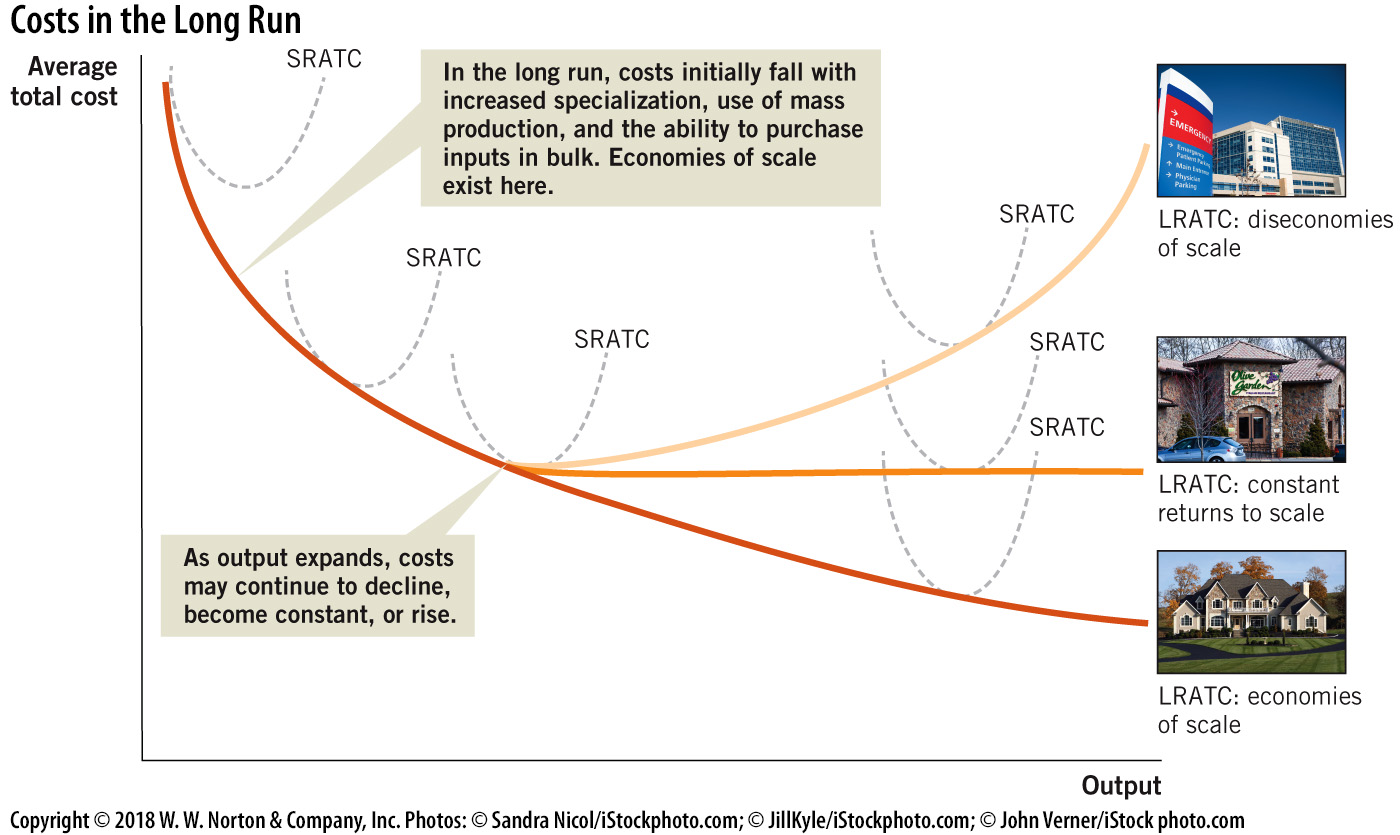 Costs in the Long Run
Average
total cost
SRATC
In the long run, costs initially fall with
increased specialization, use of mass
production, and the ability to purchase
inputs in bulk. Economies of scale
exist here.
SRATC
SRATC
SRATC
SRATC
SRATC
EMERGENCY
Emergency
Patient Parking
Main Entrance
Physician
Parking
LRATC: diseconomies
of scale
Olive
Garden
LRATC: constant
returns to scale
As output expands, costs
may continue to decline,
become constant, or rise.
LRATC: economies
of scale
Output
Copyright © 2018 W. W. Norton & Company, Inc. Photos: © Sandra Nicol/iStockphoto.com; © JillKyle/iStockphoto.com; © John Verner/iStock photo.com